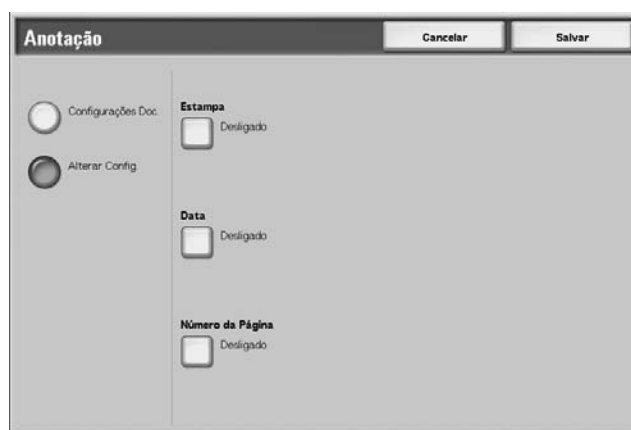 Anotação
Cancelar
Salvar
Configurações Doc.
Alterar Config.
Estampa
Desligado
Data
Desligado
Número da Página
Desligado